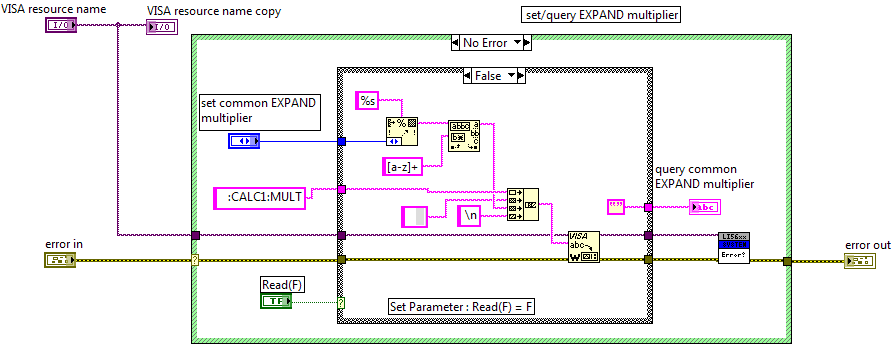 VISA resource name
VISA resource name copy
I/O
I/O
set/query EXPAND multiplier
No Error
False
set common EXPAND
multiplier
%s
[a-z]+
:CALC1:MULT
\n
query common
EXPAND multiplier
""
abc
VISA
abc
W
error in
error out
Error?
Read(F)
TF
?
?
Set Parameter : Read(F) = F